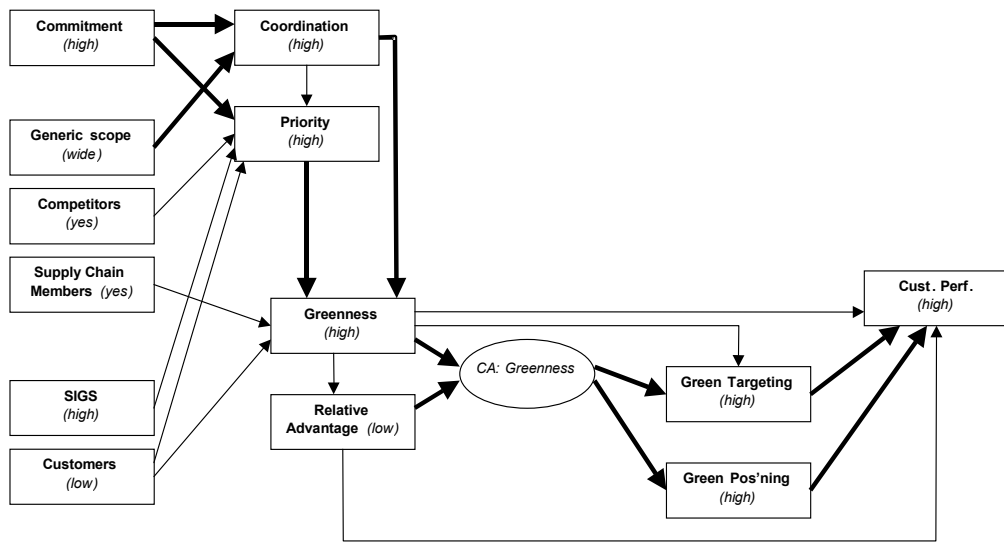 Commitment
(high)
Coordination
(high)
Generic scope
(wide)
Priority
(high)
Competitors
(yes)
Supply Chain
Members (yes)
Greenness
(high)
Cust. Perf.
(high)
CA: Greenness
SIGS
(high)
Relative
Advantage (low)
Green Targeting
(high)
Customers
(low)
Green Pos'ning
(high)